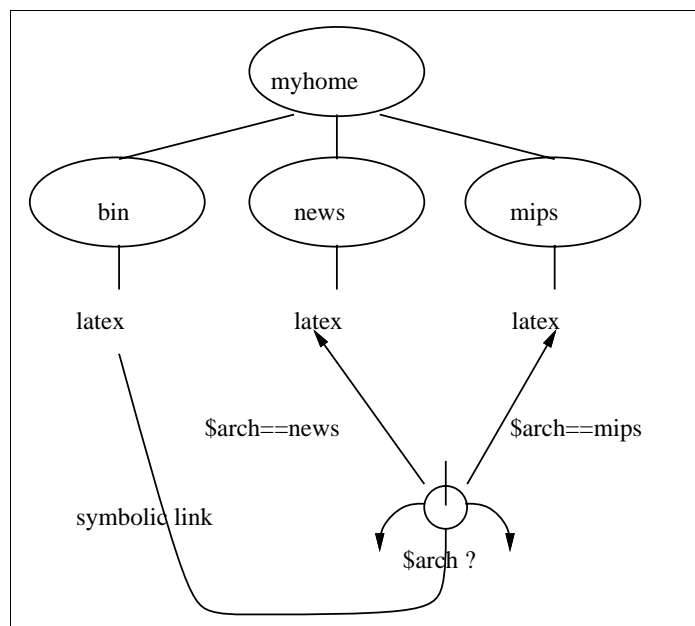 myhome
bin
news
mips
latex
latex
latex
$arch==news
$arch==mips
symbolic link
$arch ?